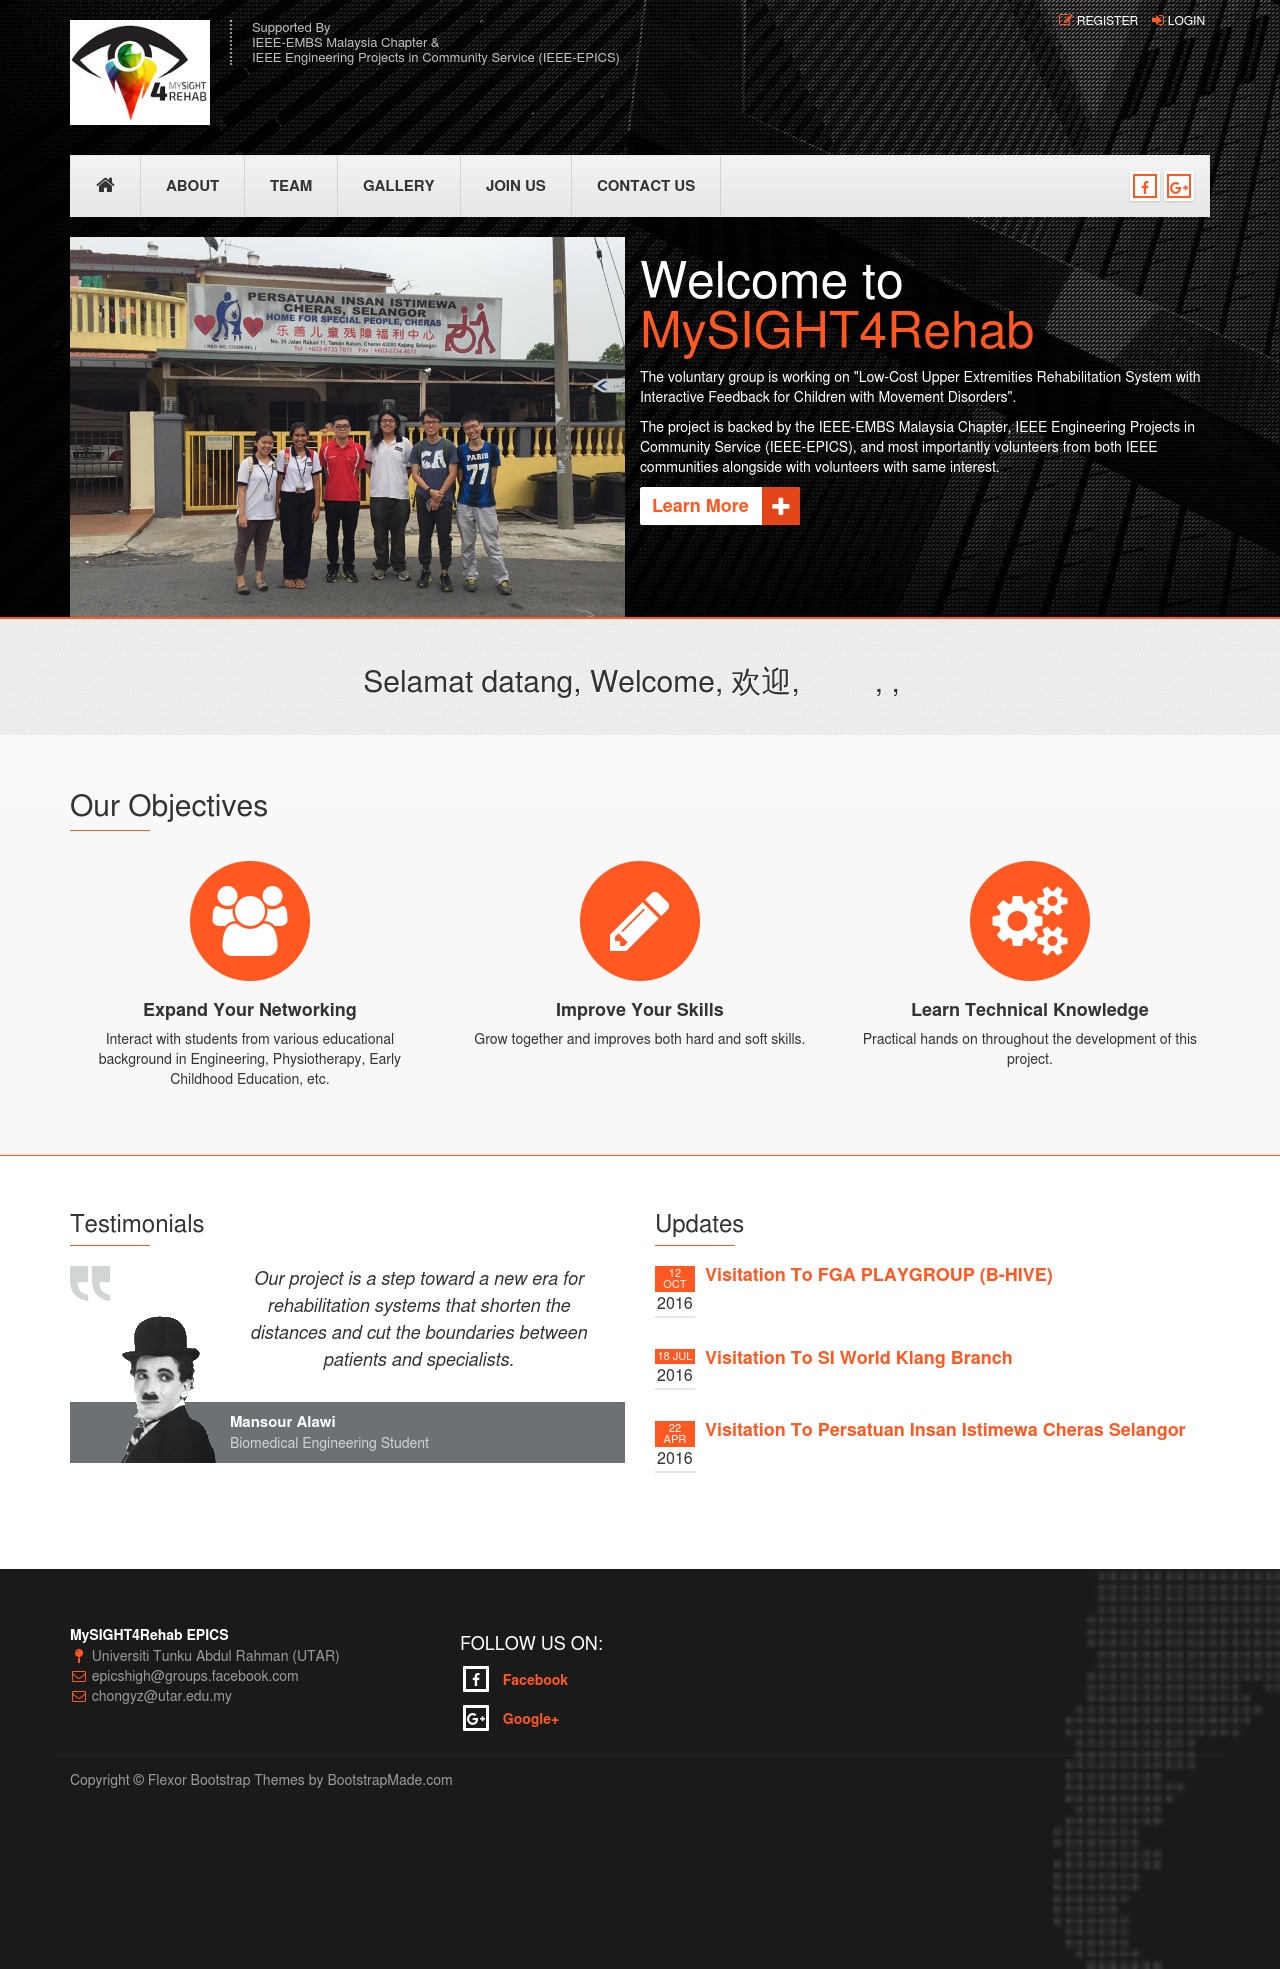 4 MYSIGHT
REHAB
Supported By
IEEE-EMBS Malaysia Chapter &
IEEE Engineering Projects in Community Service (IEEE-EPICS)
REGISTER LOGIN
ABOUT TEAM GALLERY JOIN US CONTACT US
PERSATUAN INSAN ISTIMEWA
CHERAS, SELANGOR
HOME FOR SPECIAL PEOPLE, CHERAS
乐善儿童残障福利中心
PARIS
77
Welcome to
MySIGHT4Rehab
The voluntary group is working on "Low-Cost Upper Extremities Rehabilitation System with
Interactive Feedback for Children with Movement Disorders".
The project is backed by the IEEE-EMBS Malaysia Chapter, IEEE Engineering Projects in
Community Service (IEEE-EPICS), and most importantly volunteers from both IEEE
communities alongside with volunteers with same interest.
Learn More
Selamat datang, Welcome, 欢迎, , ,
Our Objectives
Expand Your Networking
Interact with students from various educational
background in Engineering, Physiotherapy, Early
Childhood Education, etc.
Improve Your Skills
Grow together and improves both hard and soft skills.
Learn Technical Knowledge
Practical hands on throughout the development of this
project.
Testimonials
Our project is a step toward a new era for
rehabilitation systems that shorten the
distances and cut the boundaries between
patients and specialists.
Mansour Alawi
Biomedical Engineering Student
Updates
12
OCT
2016
Visitation To FGA PLAYGROUP (B-HIVE)
18 JUL
2016
Visitation To SI World Klang Branch
22
APR
2016
Visitation To Persatuan Insan Istimewa Cheras Selangor
MySIGHT4Rehab EPICS
Universiti Tunku Abdul Rahman (UTAR)
epicshigh@groups.facebook.com
chongyz@utar.edu.my
FOLLOW US ON:
Facebook
Google+
Copyright © Flexor Bootstrap Themes by BootstrapMade.com